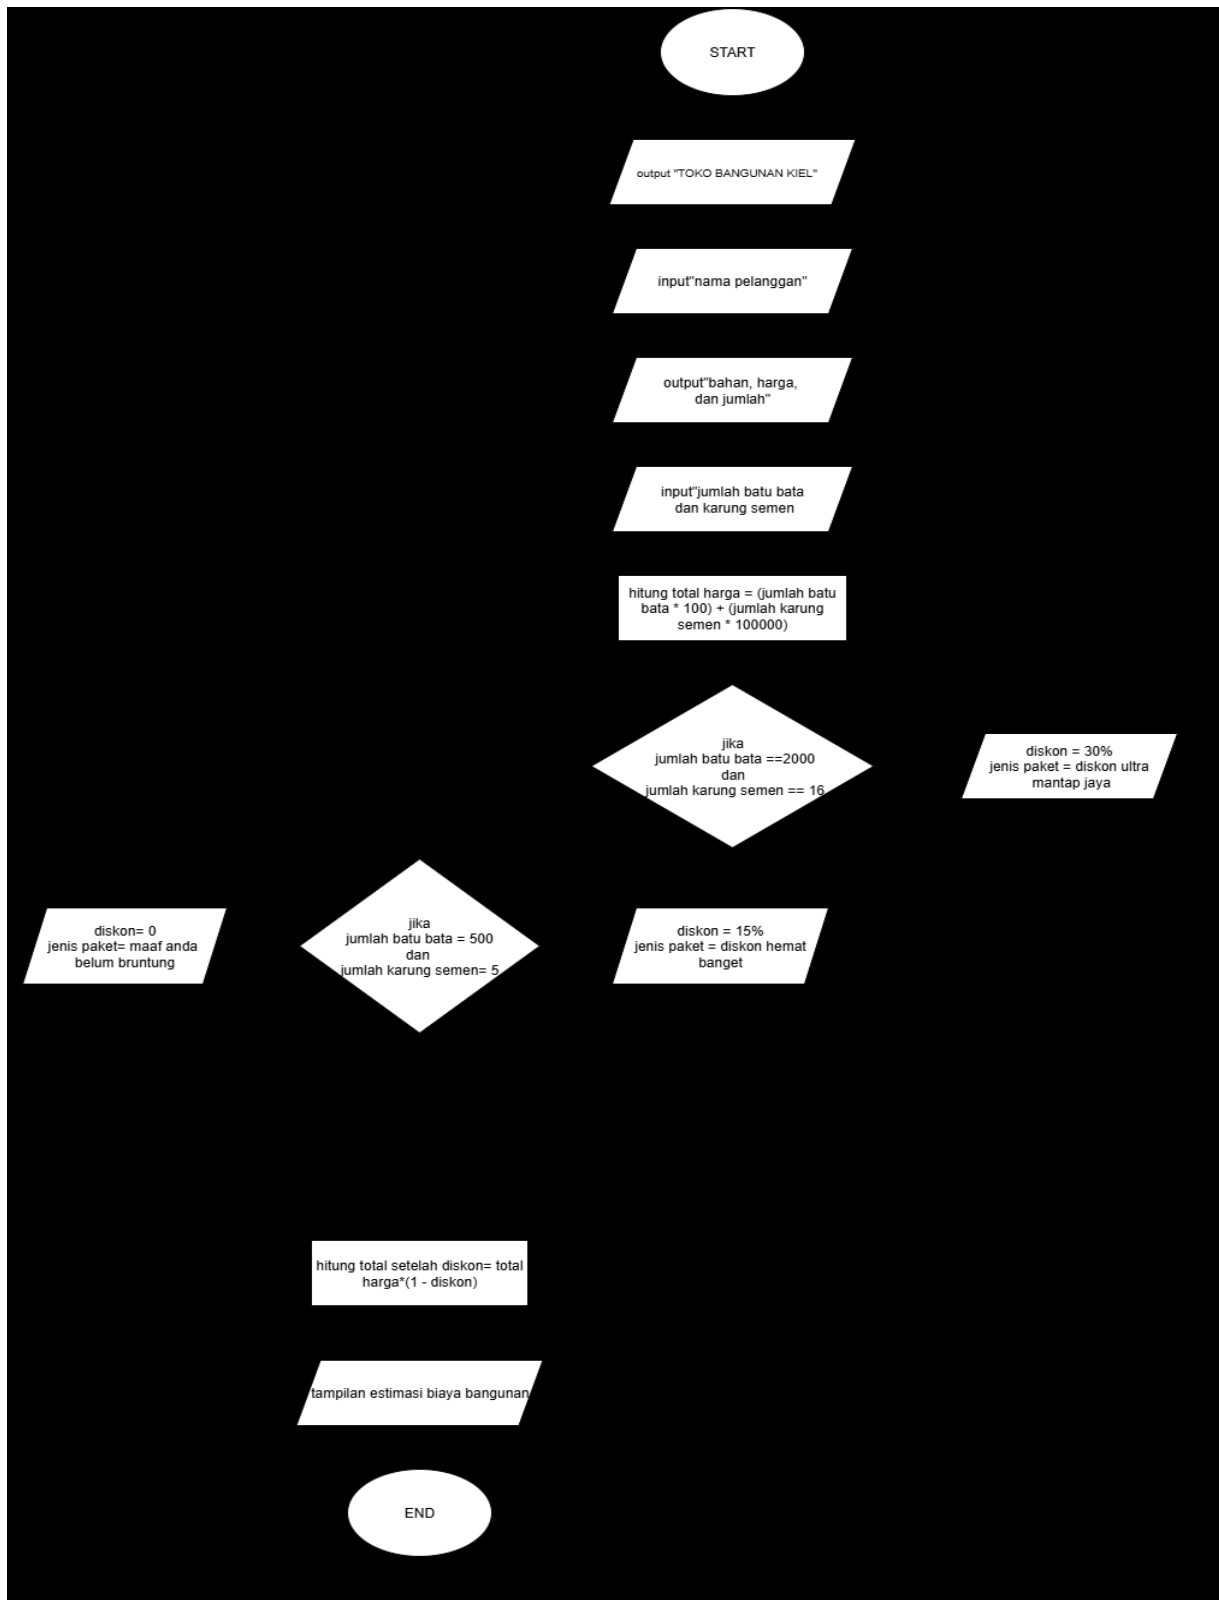 START
output "TOKO BANGUNAN KIEL"
input"nama pelanggan"
output"bahan, harga,
dan jumlah"
input"jumlah batu bata
dan karung semen
hitung total harga = (jumlah batu
bata * 100) + (jumlah karung
semen * 100000)
jika
jumlah batu bata ==2000
dan
jumlah karung semen == 16
diskon = 30%
jenis paket = diskon ultra
mantap jaya
diskon= 0
jenis paket= maaf anda
belum bruntung
jika
jumlah batu bata = 500
dan
jumlah karung semen= 5
diskon = 15%
jenis paket = diskon hemat
banget
hitung total setelah diskon= total
harga*(1 - diskon)
tampilan estimasi biaya bangunan
END